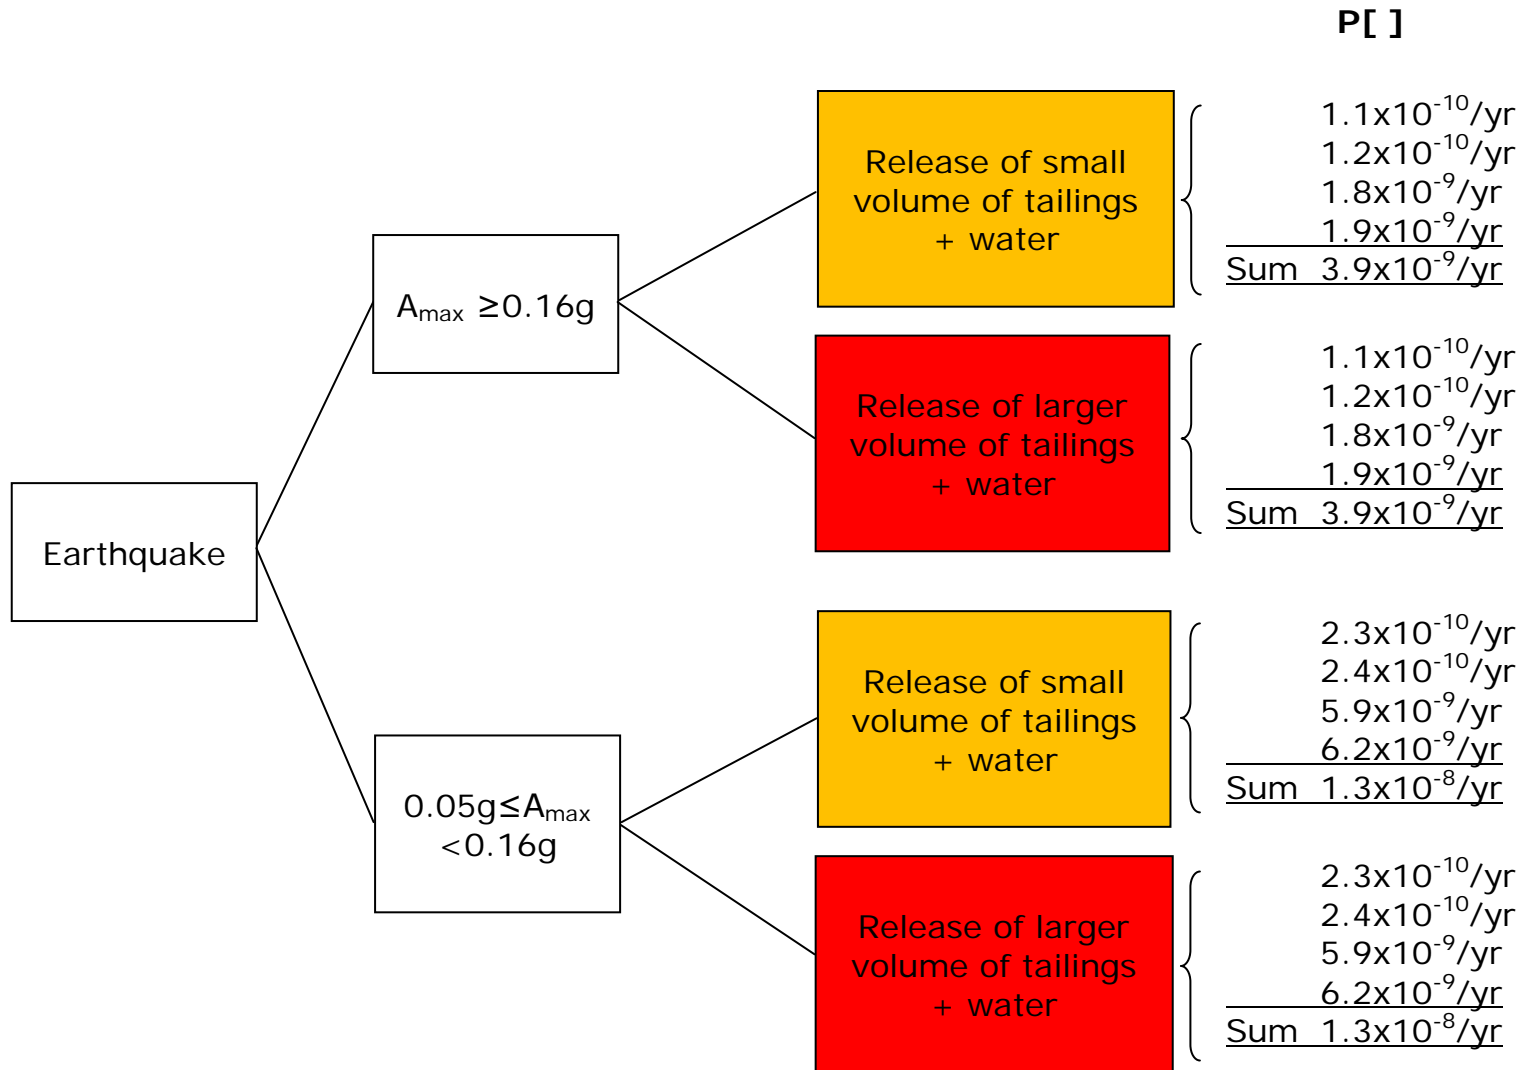 P[ ]
Earthquake
Aₘₐₓ ≥0.16g
Release of small
volume of tailings
+ water
1.1x10⁻¹⁰/yr
1.2x10⁻¹⁰/yr
1.8x10⁻⁹/yr
1.9x10⁻⁹/yr
Sum 3.9x10⁻⁹/yr
Release of larger
volume of tailings
+ water
1.1x10⁻¹⁰/yr
1.2x10⁻¹⁰/yr
1.8x10⁻⁹/yr
1.9x10⁻⁹/yr
Sum 3.9x10⁻⁹/yr
0.05g≤Aₘₐₓ
<0.16g
Release of small
volume of tailings
+ water
2.3x10⁻¹⁰/yr
2.4x10⁻¹⁰/yr
5.9x10⁻⁹/yr
6.2x10⁻⁹/yr
Sum 1.3x10⁻⁸/yr
Release of larger
volume of tailings
+ water
2.3x10⁻¹⁰/yr
2.4x10⁻¹⁰/yr
5.9x10⁻⁹/yr
6.2x10⁻⁹/yr
Sum 1.3x10⁻⁸/yr